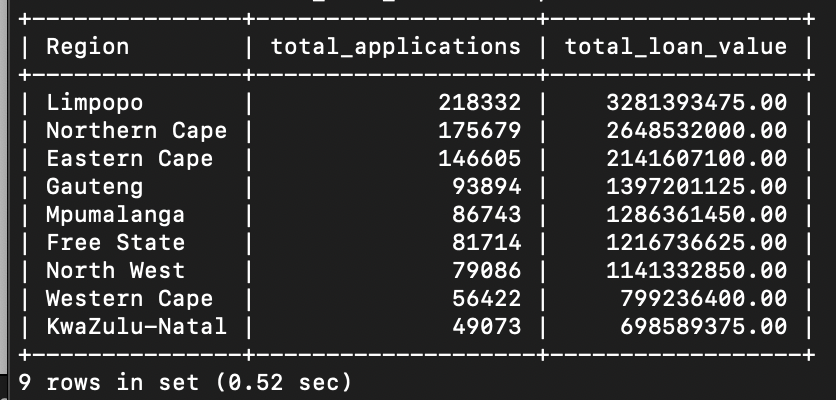 +----------------+--------------------+------------------+
| Region | total_applications | total_loan_value |
+----------------+--------------------+------------------+
| Limpopo | 218332 | 3281393475.00 |
| Northern Cape | 175679 | 2648532000.00 |
| Eastern Cape | 146605 | 2141607100.00 |
| Gauteng | 93894 | 1397201125.00 |
| Mpumalanga | 86743 | 1286361450.00 |
| Free State | 81714 | 1216736625.00 |
| North West | 79086 | 1141332850.00 |
| Western Cape | 56422 | 799236400.00 |
| KwaZulu-Natal | 49073 | 698589375.00 |
+----------------+--------------------+------------------+
9 rows in set (0.52 sec)